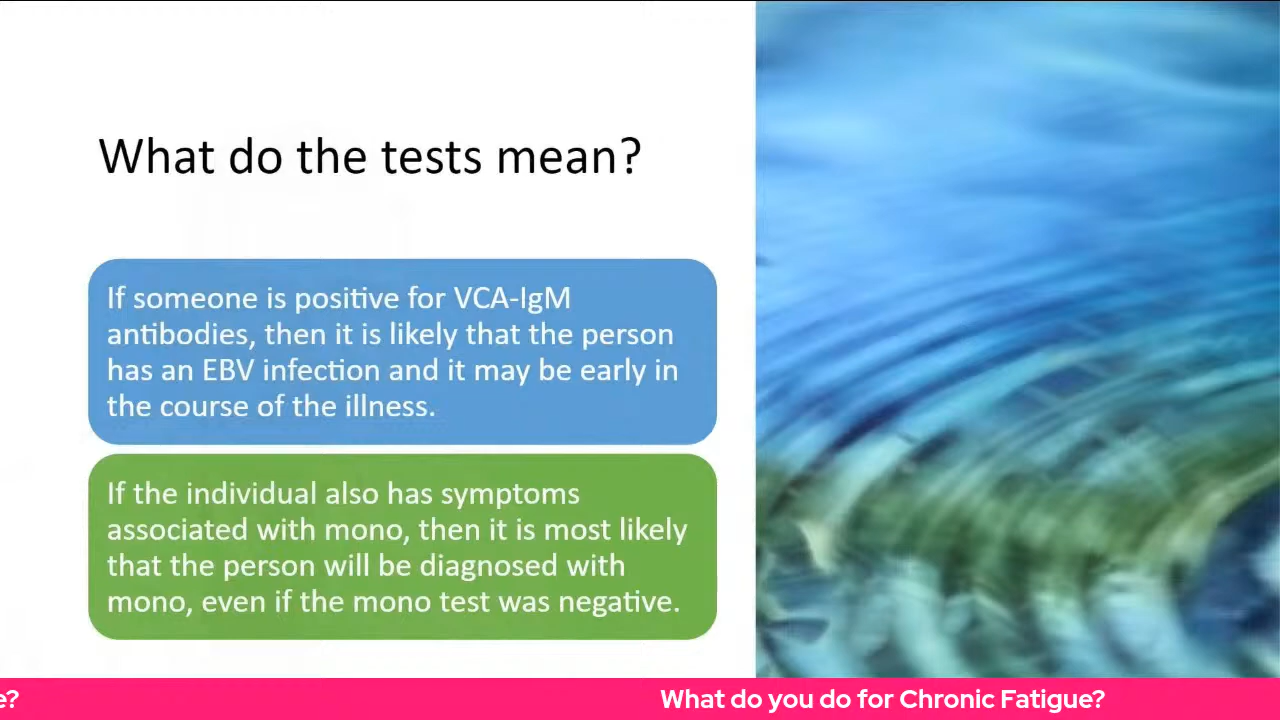 What do the tests mean?
If someone is positive for VCA-IgM
antibodies, then it is likely that the person
has an EBV infection and it may be early in
the course of the illness.
If the individual also has symptoms
associated with mono, then it is most likely
that the person will be diagnosed with
mono, even if the mono test was negative.
e?
What do you do for Chronic Fatigue?